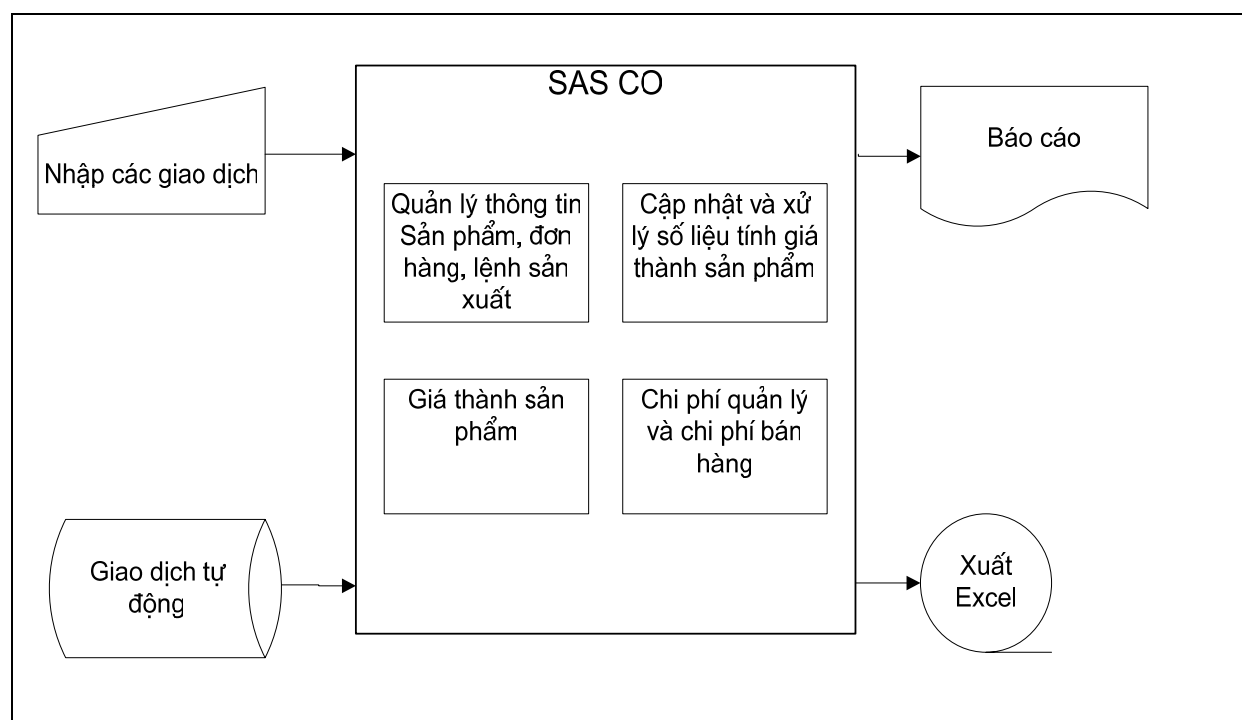 SAS CO
Nhập các giao dịch
Quản lý thông tin
Sản phẩm, đơn
hàng, lệnh sản
xuất
Cập nhật và xử
lý số liệu tính giá
thành sản phẩm
Báo cáo
Giá thành sản
phẩm
Chi phí quản lý
và chi phí bán
hàng
Giao dịch tự
động
Xuất
Excel